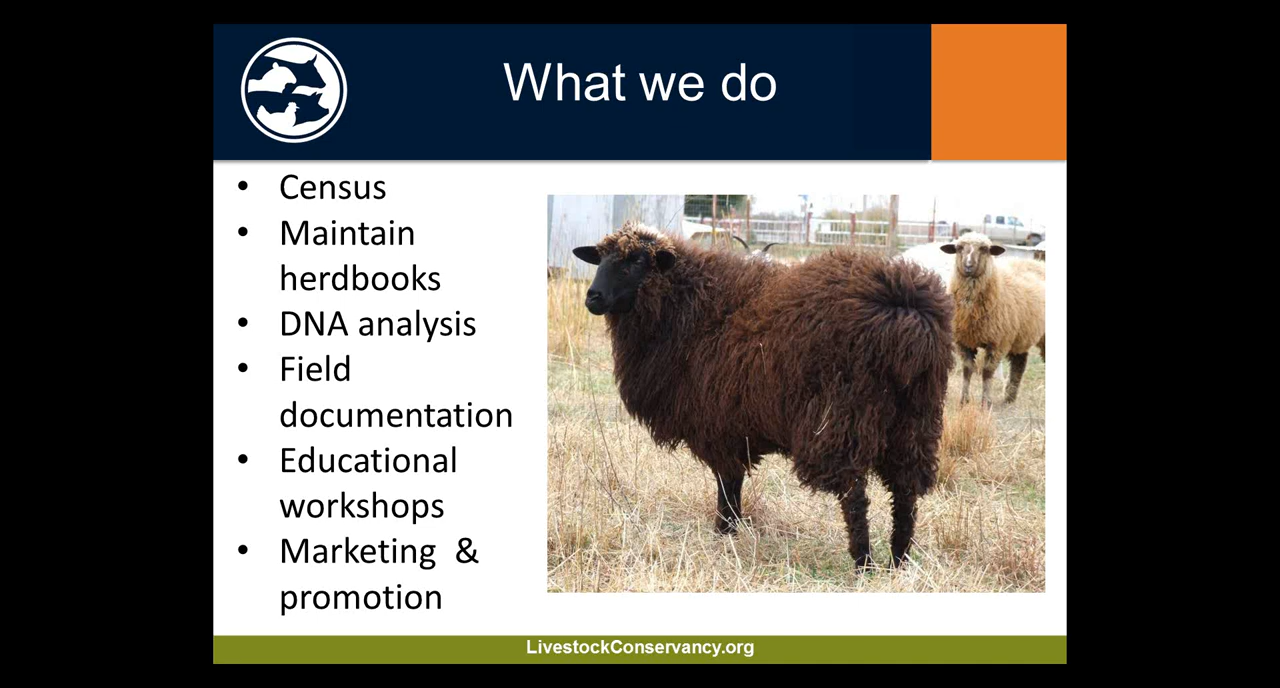 What we do
• Census
• Maintain
herdbooks
• DNA analysis
• Field
documentation
• Educational
workshops
• Marketing  &
promotion
LivestockConservancy.org